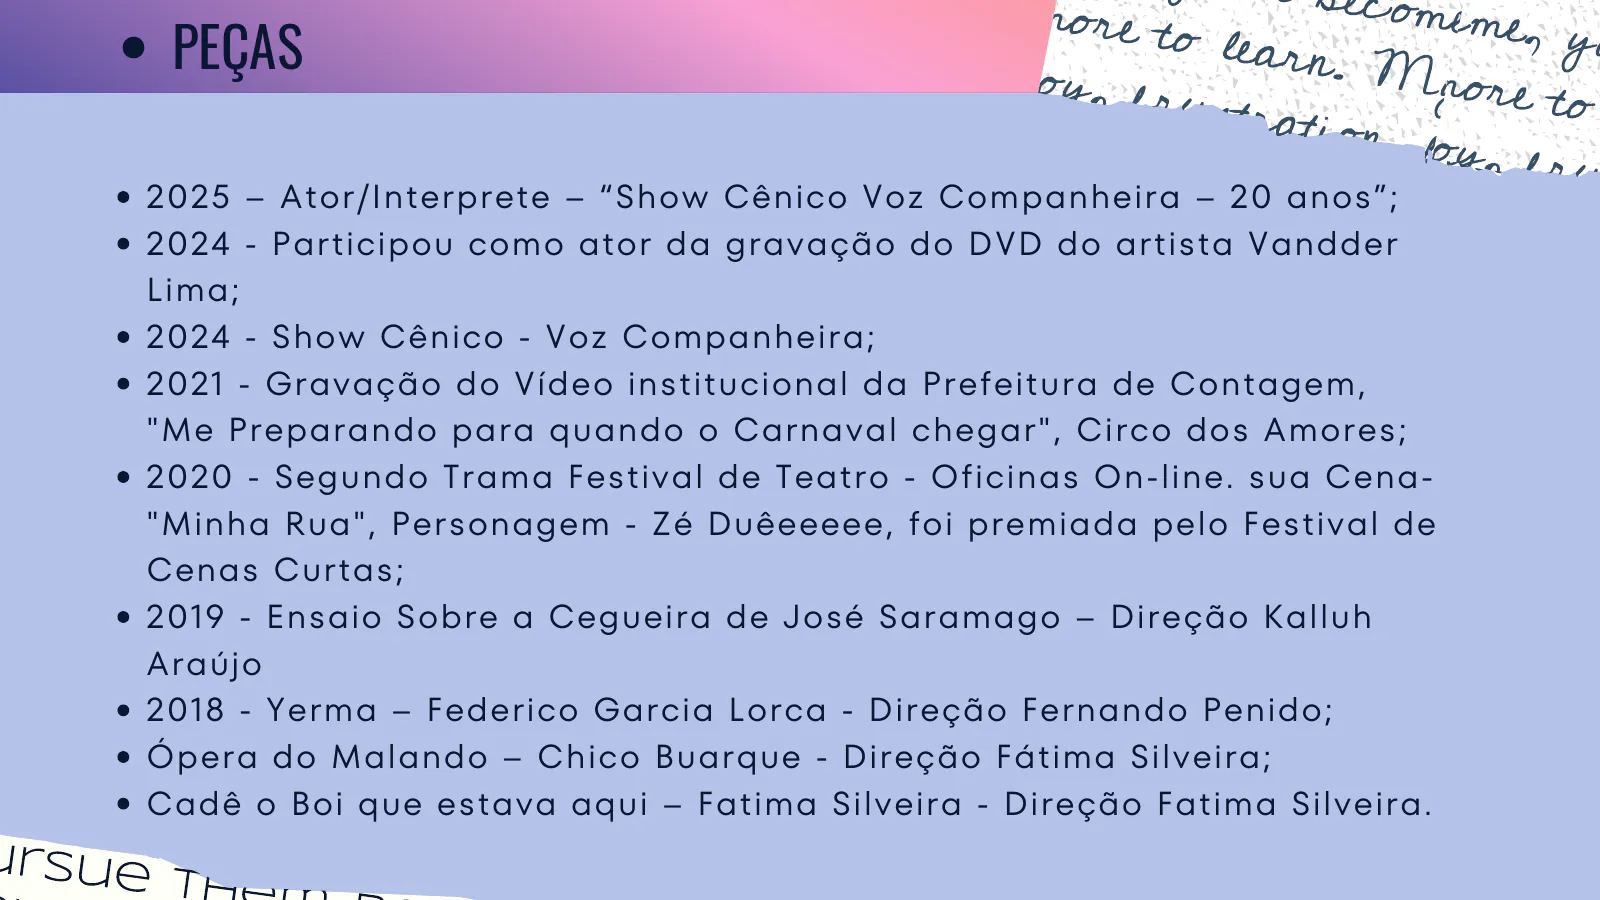 • PEÇAS
becomeme, y
nore to learn. Mnore to
• 2025 – Ator/Interprete – “Show Cênico Voz Companheira – 20 anos”;
• 2024 - Participou como ator da gravação do DVD do artista Vandder
Lima;
• 2024 - Show Cênico - Voz Companheira;
• 2021 - Gravação do Vídeo institucional da Prefeitura de Contagem,
"Me Preparando para quando o Carnaval chegar", Circo dos Amores;
• 2020 - Segundo Trama Festival de Teatro - Oficinas On-line. sua Cena-
"Minha Rua", Personagem - Zé Duêeeeee, foi premiada pelo Festival de
Cenas Curtas;
• 2019 - Ensaio Sobre a Cegueira de José Saramago – Direção Kalluh
Araújo
• 2018 - Yerma – Federico Garcia Lorca - Direção Fernando Penido;
• Ópera do Malando – Chico Buarque - Direção Fátima Silveira;
• Cadê o Boi que estava aqui – Fatima Silveira - Direção Fatima Silveira.
ursue THem